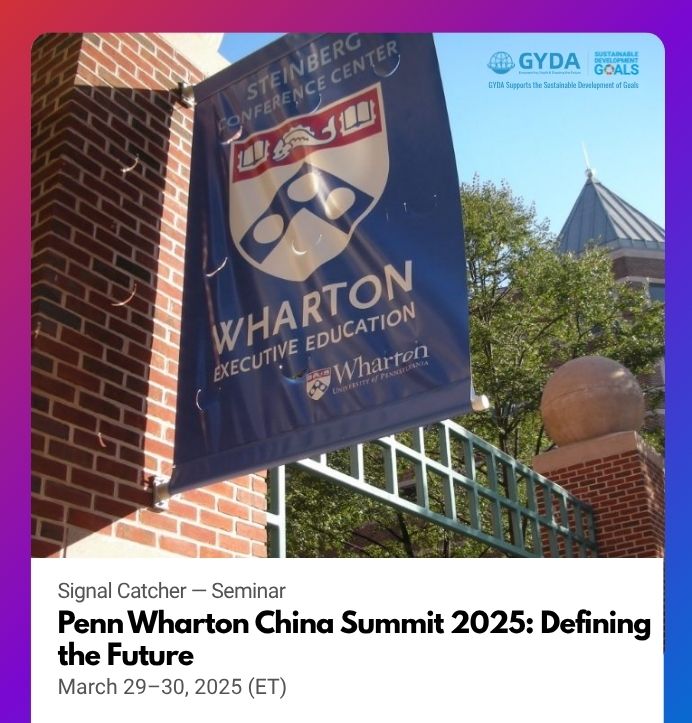 GYDA
SUSTAINABLE
DEVELOPMENT
GOALS
GYDA Supports the Sustainable Development of Goals
STEINBERG
CONFERENCE CENTER
WHARTON
EXECUTIVE EDUCATION
Wharton
UNIVERSITY OF PENNSYLVANIA
Signal Catcher — Seminar
Penn Wharton China Summit 2025: Defining
the Future
March 29–30, 2025 (ET)